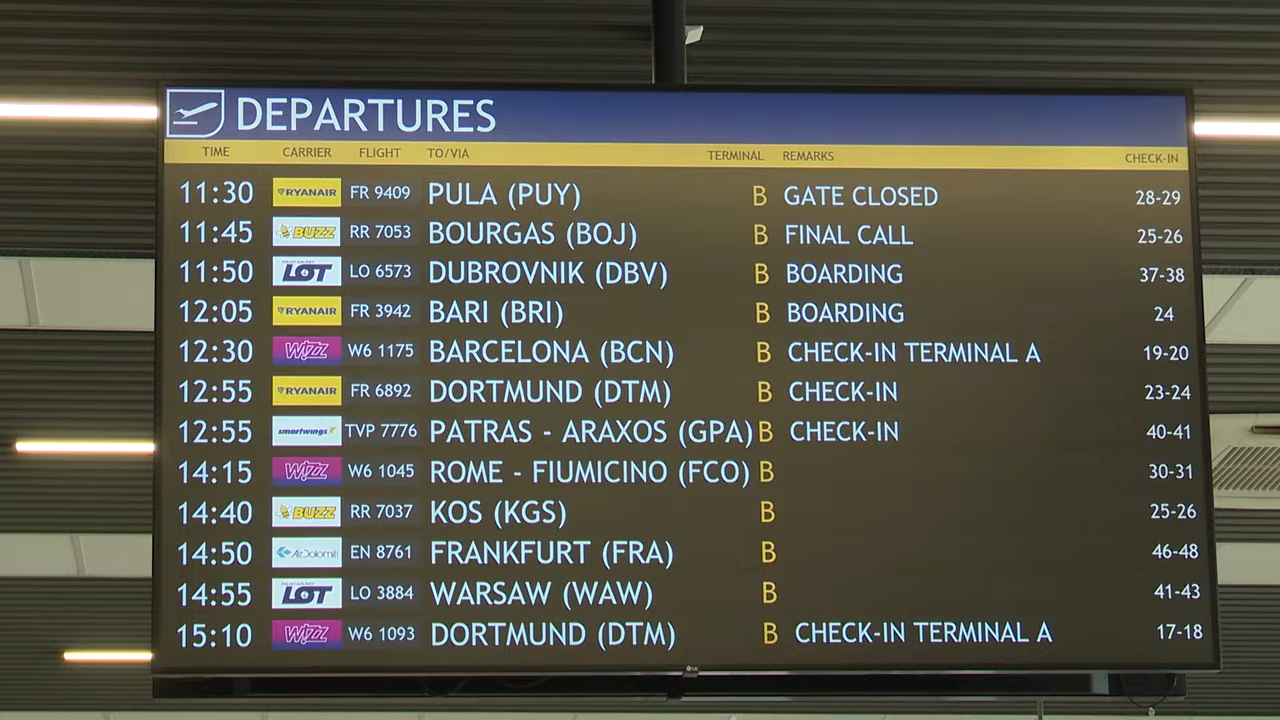 DEPARTURES
TIME CARRIER FLIGHT TO/VIA TERMINAL REMARKS CHECK-IN
11:30 RYANAIR FR 9409 PULA (PUY) B GATE CLOSED 28-29
11:45 BUZZ RR 7053 BOURGAS (BOJ) B FINAL CALL 25-26
11:50 LOT LO 6573 DUBROVNIK (DBV) B BOARDING 37-38
12:05 RYANAIR FR 3942 BARI (BRI) B BOARDING 24
12:30 WIZZ W6 1175 BARCELONA (BCN) B CHECK-IN TERMINAL A 19-20
12:55 RYANAIR FR 6892 DORTMUND (DTM) B CHECK-IN 23-24
12:55 smartwings TVP 7776 PATRAS - ARAXOS (GPA) B CHECK-IN 40-41
14:15 WIZZ W6 1045 ROME - FIUMICINO (FCO) B 30-31
14:40 BUZZ RR 7037 KOS (KGS) B 25-26
14:50 AirDolomiti EN 8761 FRANKFURT (FRA) B 46-48
14:55 LOT LO 3884 WARSAW (WAW) B 41-43
15:10 WIZZ W6 1093 DORTMUND (DTM) B CHECK-IN TERMINAL A 17-18
LG